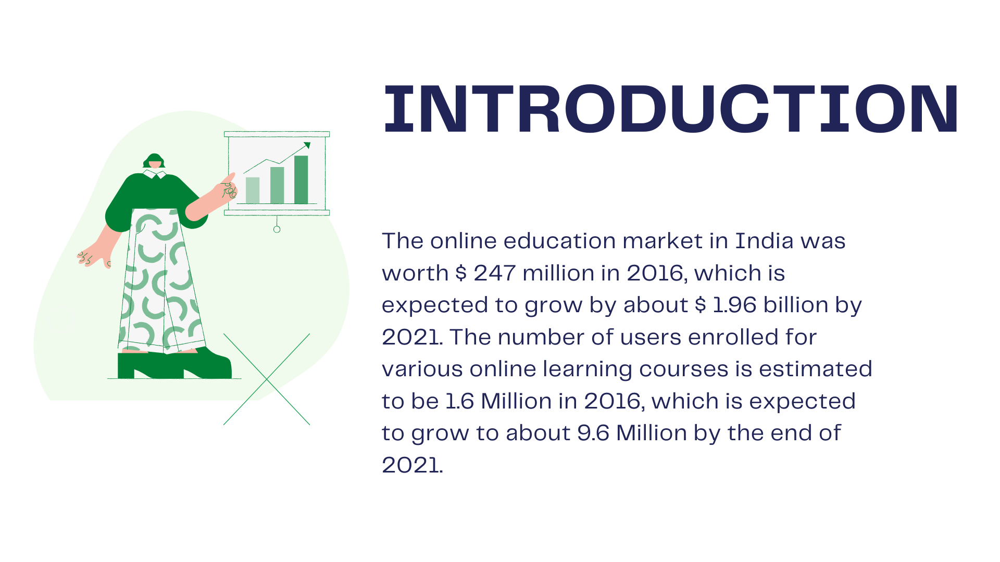 INTRODUCTION
The online education market in India was
worth $ 247 million in 2016, which is
expected to grow by about $ 1.96 billion by
2021. The number of users enrolled for
various online learning courses is estimated
to be 1.6 Million in 2016, which is expected
to grow to about 9.6 Million by the end of
2021.